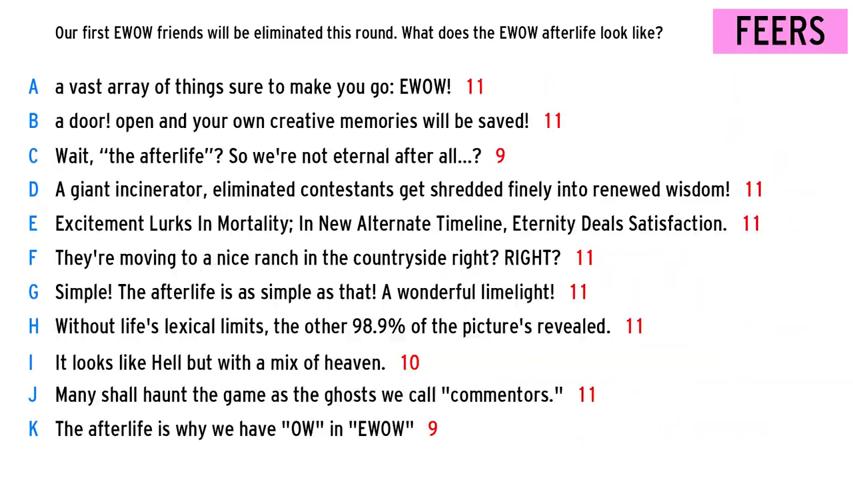 Our first EWOW friends will be eliminated this round. What does the EWOW afterlife look like?
FEERS
A a vast array of things sure to make you go: EWOW! 11
B a door! open and your own creative memories will be saved! 11
C Wait, “the afterlife”? So we're not eternal after all...? 9
D A giant incinerator, eliminated contestants get shredded finely into renewed wisdom! 11
E Excitement Lurks In Mortality; In New Alternate Timeline, Eternity Deals Satisfaction. 11
F They're moving to a nice ranch in the countryside right? RIGHT? 11
G Simple! The afterlife is as simple as that! A wonderful limelight! 11
H Without life's lexical limits, the other 98.9% of the picture's revealed. 11
I It looks like Hell but with a mix of heaven. 10
J Many shall haunt the game as the ghosts we call "commentors." 11
K The afterlife is why we have "OW" in "EWOW" 9